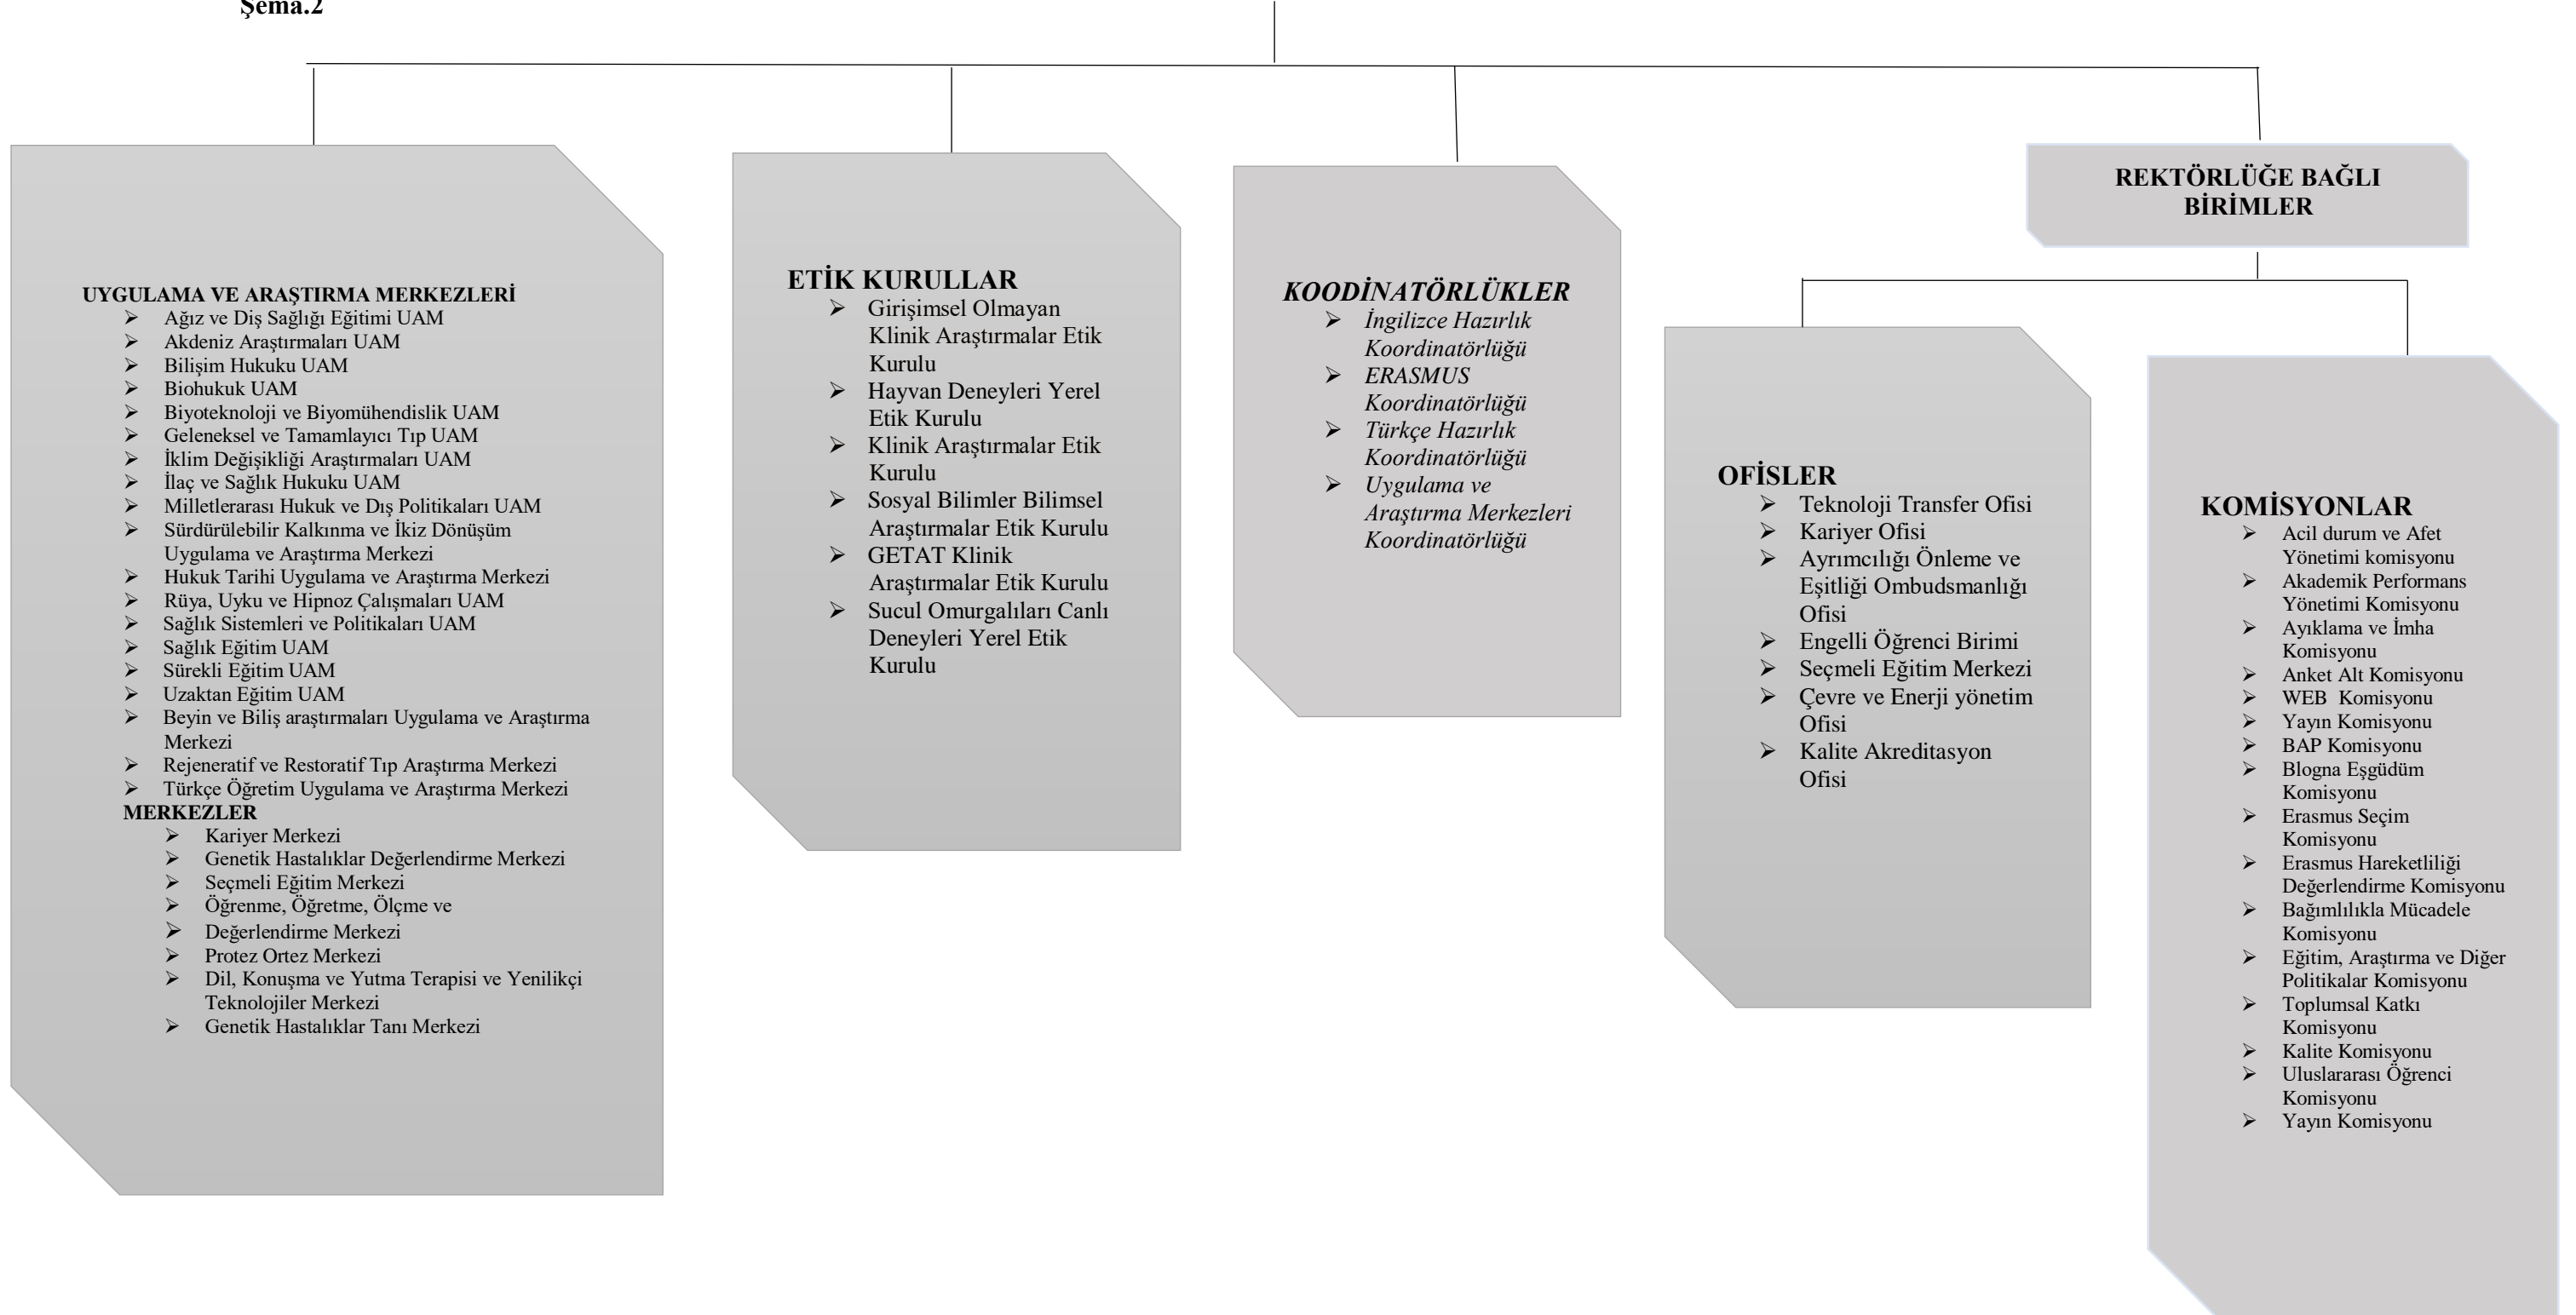 Şema.2
UYGULAMA VE ARAŞTIRMA MERKEZLERİ
➢ Ağız ve Diş Sağlığı Eğitimi UAM
➢ Akdeniz Araştırmaları UAM
➢ Bilişim Hukuku UAM
➢ Biohukuk UAM
➢ Biyoteknoloji ve Biyomühendislik UAM
➢ Geleneksel ve Tamamlayıcı Tıp UAM
➢ İklim Değişikliği Araştırmaları UAM
➢ İlaç ve Sağlık Hukuku UAM
➢ Milletlerarası Hukuk ve Dış Politikaları UAM
➢ Sürdürülebilir Kalkınma ve İkiz Dönüşüm
Uygulama ve Araştırma Merkezi
➢ Hukuk Tarihi Uygulama ve Araştırma Merkezi
➢ Rüya, Uyku ve Hipnoz Çalışmaları UAM
➢ Sağlık Sistemleri ve Politikaları UAM
➢ Sağlık Eğitim UAM
➢ Sürekli Eğitim UAM
➢ Uzaktan Eğitim UAM
➢ Beyin ve Biliş araştırmaları Uygulama ve Araştırma
Merkezi
➢ Rejeneratif ve Restoratif Tıp Araştırma Merkezi
➢ Türkçe Öğretim Uygulama ve Araştırma Merkezi
MERKEZLER
➢ Kariyer Merkezi
➢ Genetik Hastalıklar Değerlendirme Merkezi
➢ Seçmeli Eğitim Merkezi
➢ Öğrenme, Öğretme, Ölçme ve
➢ Değerlendirme Merkezi
➢ Protez Ortez Merkezi
➢ Dil, Konuşma ve Yutma Terapisi ve Yenilikçi
Teknolojiler Merkezi
➢ Genetik Hastalıklar Tanı Merkezi
ETİK KURULLAR
➢ Girişimsel Olmayan
Klinik Araştırmalar Etik
Kurulu
➢ Hayvan Deneyleri Yerel
Etik Kurulu
➢ Klinik Araştırmalar Etik
Kurulu
➢ Sosyal Bilimler Bilimsel
Araştırmalar Etik Kurulu
➢ GETAT Klinik
Araştırmalar Etik Kurulu
➢ Sucul Omurgalıları Canlı
Deneyleri Yerel Etik
Kurulu
KOODİNATÖRLÜKLER
➢ İngilizce Hazırlık
Koordinatörlüğü
➢ ERASMUS
Koordinatörlüğü
➢ Türkçe Hazırlık
Koordinatörlüğü
➢ Uygulama ve
Araştırma Merkezleri
Koordinatörlüğü
REKTÖRLÜĞE BAĞLI
BİRİMLER
OFİSLER
➢ Teknoloji Transfer Ofisi
➢ Kariyer Ofisi
➢ Ayrımcılığı Önleme ve
Eşitliği Ombudsmanlığı
Ofisi
➢ Engelli Öğrenci Birimi
➢ Seçmeli Eğitim Merkezi
➢ Çevre ve Enerji yönetim
Ofisi
➢ Kalite Akreditasyon
Ofisi
KOMİSYONLAR
➢ Acil durum ve Afet
Yönetimi komisyonu
➢ Akademik Performans
Yönetimi Komisyonu
➢ Ayıklama ve İmha
Komisyonu
➢ Anket Alt Komisyonu
➢ WEB Komisyonu
➢ Yayın Komisyonu
➢ BAP Komisyonu
➢ Blogna Eşgüdüm
Komisyonu
➢ Erasmus Seçim
Komisyonu
➢ Erasmus Hareketliliği
Değerlendirme Komisyonu
➢ Bağımlılıkla Mücadele
Komisyonu
➢ Eğitim, Araştırma ve Diğer
Politikalar Komisyonu
➢ Toplumsal Katkı
Komisyonu
➢ Kalite Komisyonu
➢ Uluslararası Öğrenci
Komisyonu
➢ Yayın Komisyonu